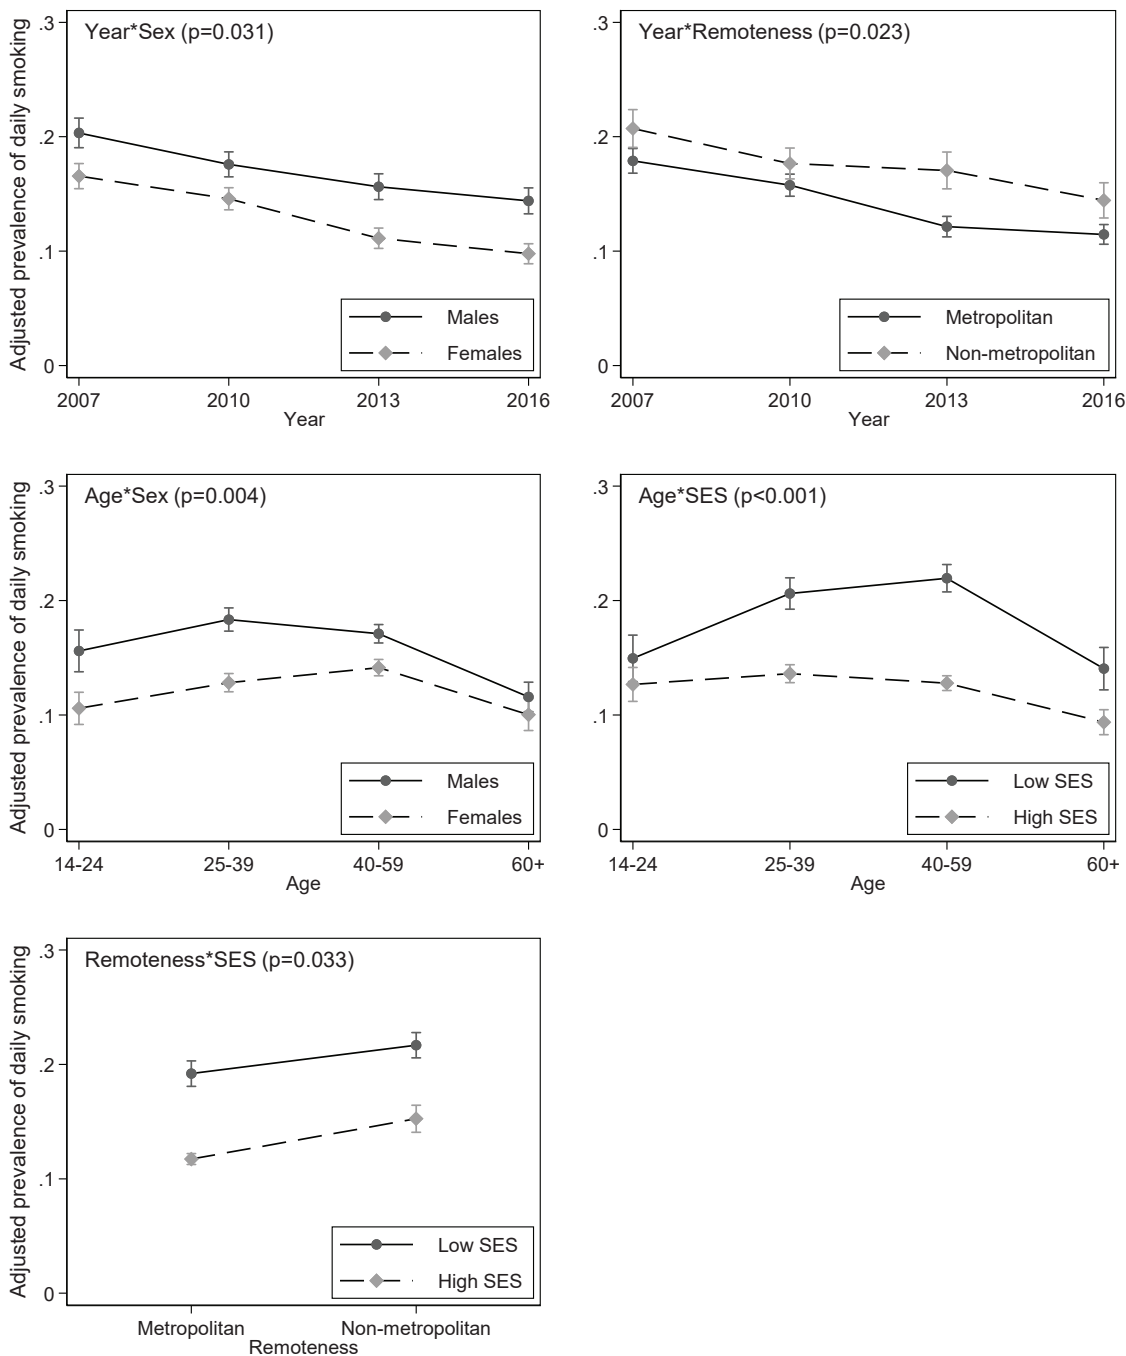 Year*Sex (p=0.031)
Adjusted prevalence of daily smoking
.3
.2
.1
0
Males
Females
2007 2010 2013 2016
Year
Year*Remoteness (p=0.023)
.3
.2
.1
0
Metropolitan
Non-metropolitan
2007 2010 2013 2016
Year
Age*Sex (p=0.004)
Adjusted prevalence of daily smoking
.3
.2
.1
0
Males
Females
14-24 25-39 40-59 60+
Age
Age*SES (p<0.001)
.3
.2
.1
0
Low SES
High SES
14-24 25-39 40-59 60+
Age
Remoteness*SES (p=0.033)
Adjusted prevalence of daily smoking
.3
.2
.1
0
Low SES
High SES
Metropolitan Non-metropolitan
Remoteness